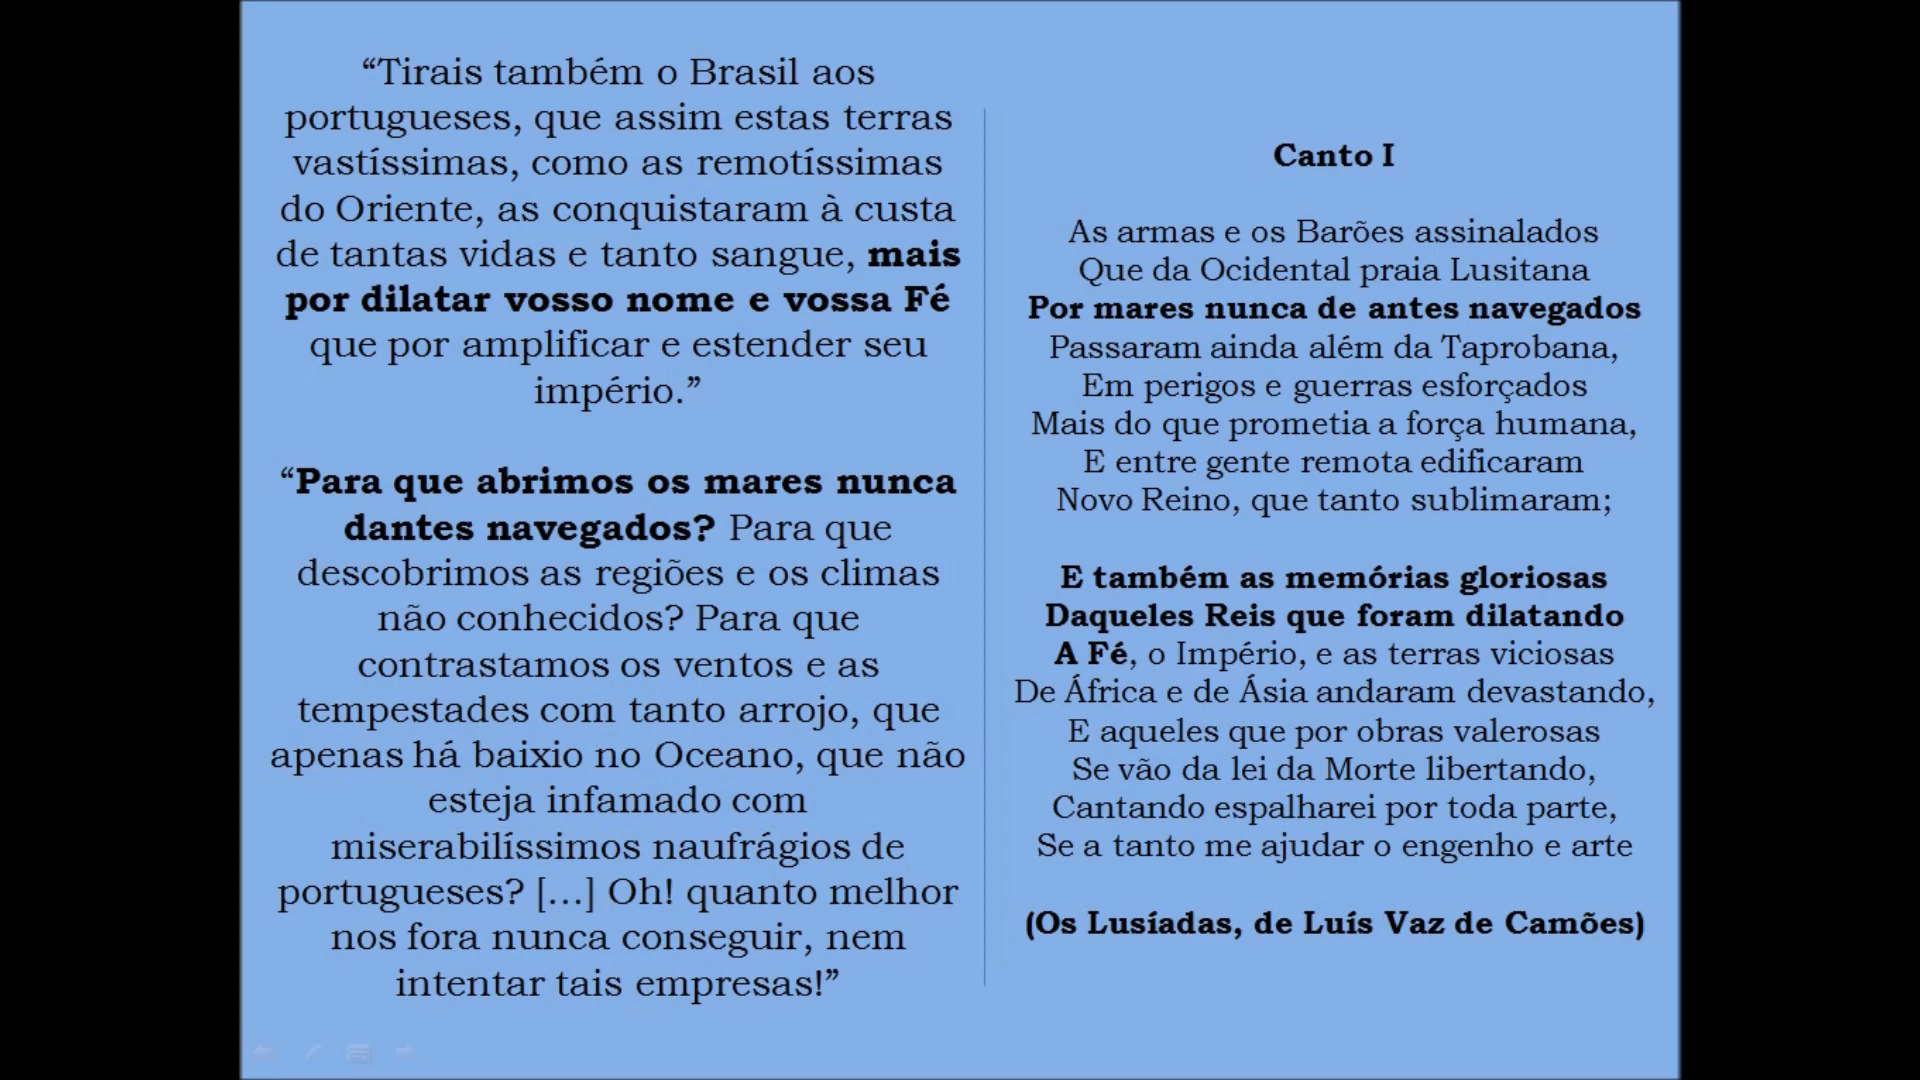 “Tirais também o Brasil aos
portugueses, que assim estas terras
vastíssimas, como as remotíssimas
do Oriente, as conquistaram à custa
de tantas vidas e tanto sangue, mais
por dilatar vosso nome e vossa Fé
que por amplificar e estender seu
império.”
“Para que abrimos os mares nunca
dantes navegados? Para que
descobrimos as regiões e os climas
não conhecidos? Para que
contrastamos os ventos e as
tempestades com tanto arrojo, que
apenas há baixio no Oceano, que não
esteja infamado com
miserabilíssimos naufrágios de
portugueses? [...] Oh! quanto melhor
nos fora nunca conseguir, nem
intentar tais empresas!”
Canto I
As armas e os Barões assinalados
Que da Ocidental praia Lusitana
Por mares nunca de antes navegados
Passaram ainda além da Taprobana,
Em perigos e guerras esforçados
Mais do que prometia a força humana,
E entre gente remota edificaram
Novo Reino, que tanto sublimaram;
E também as memórias gloriosas
Daqueles Reis que foram dilatando
A Fé, o Império, e as terras viciosas
De África e de Ásia andaram devastando,
E aqueles que por obras valerosas
Se vão da lei da Morte libertando,
Cantando espalharei por toda parte,
Se a tanto me ajudar o engenho e arte
(Os Lusíadas, de Luís Vaz de Camões)